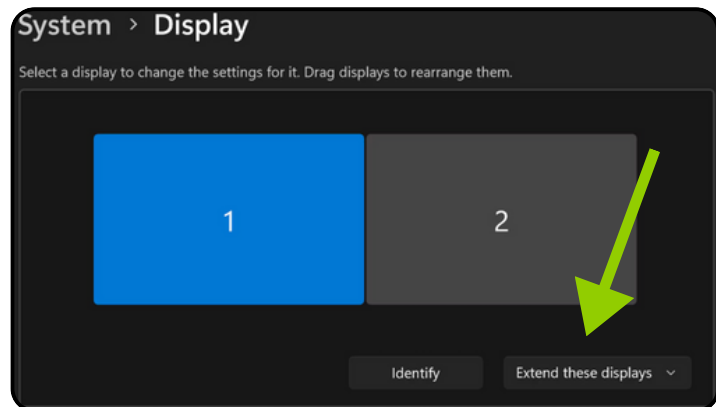 System > Display
Select a display to change the settings for it. Drag displays to rearrange them.
1 2
Identify Extend these displays